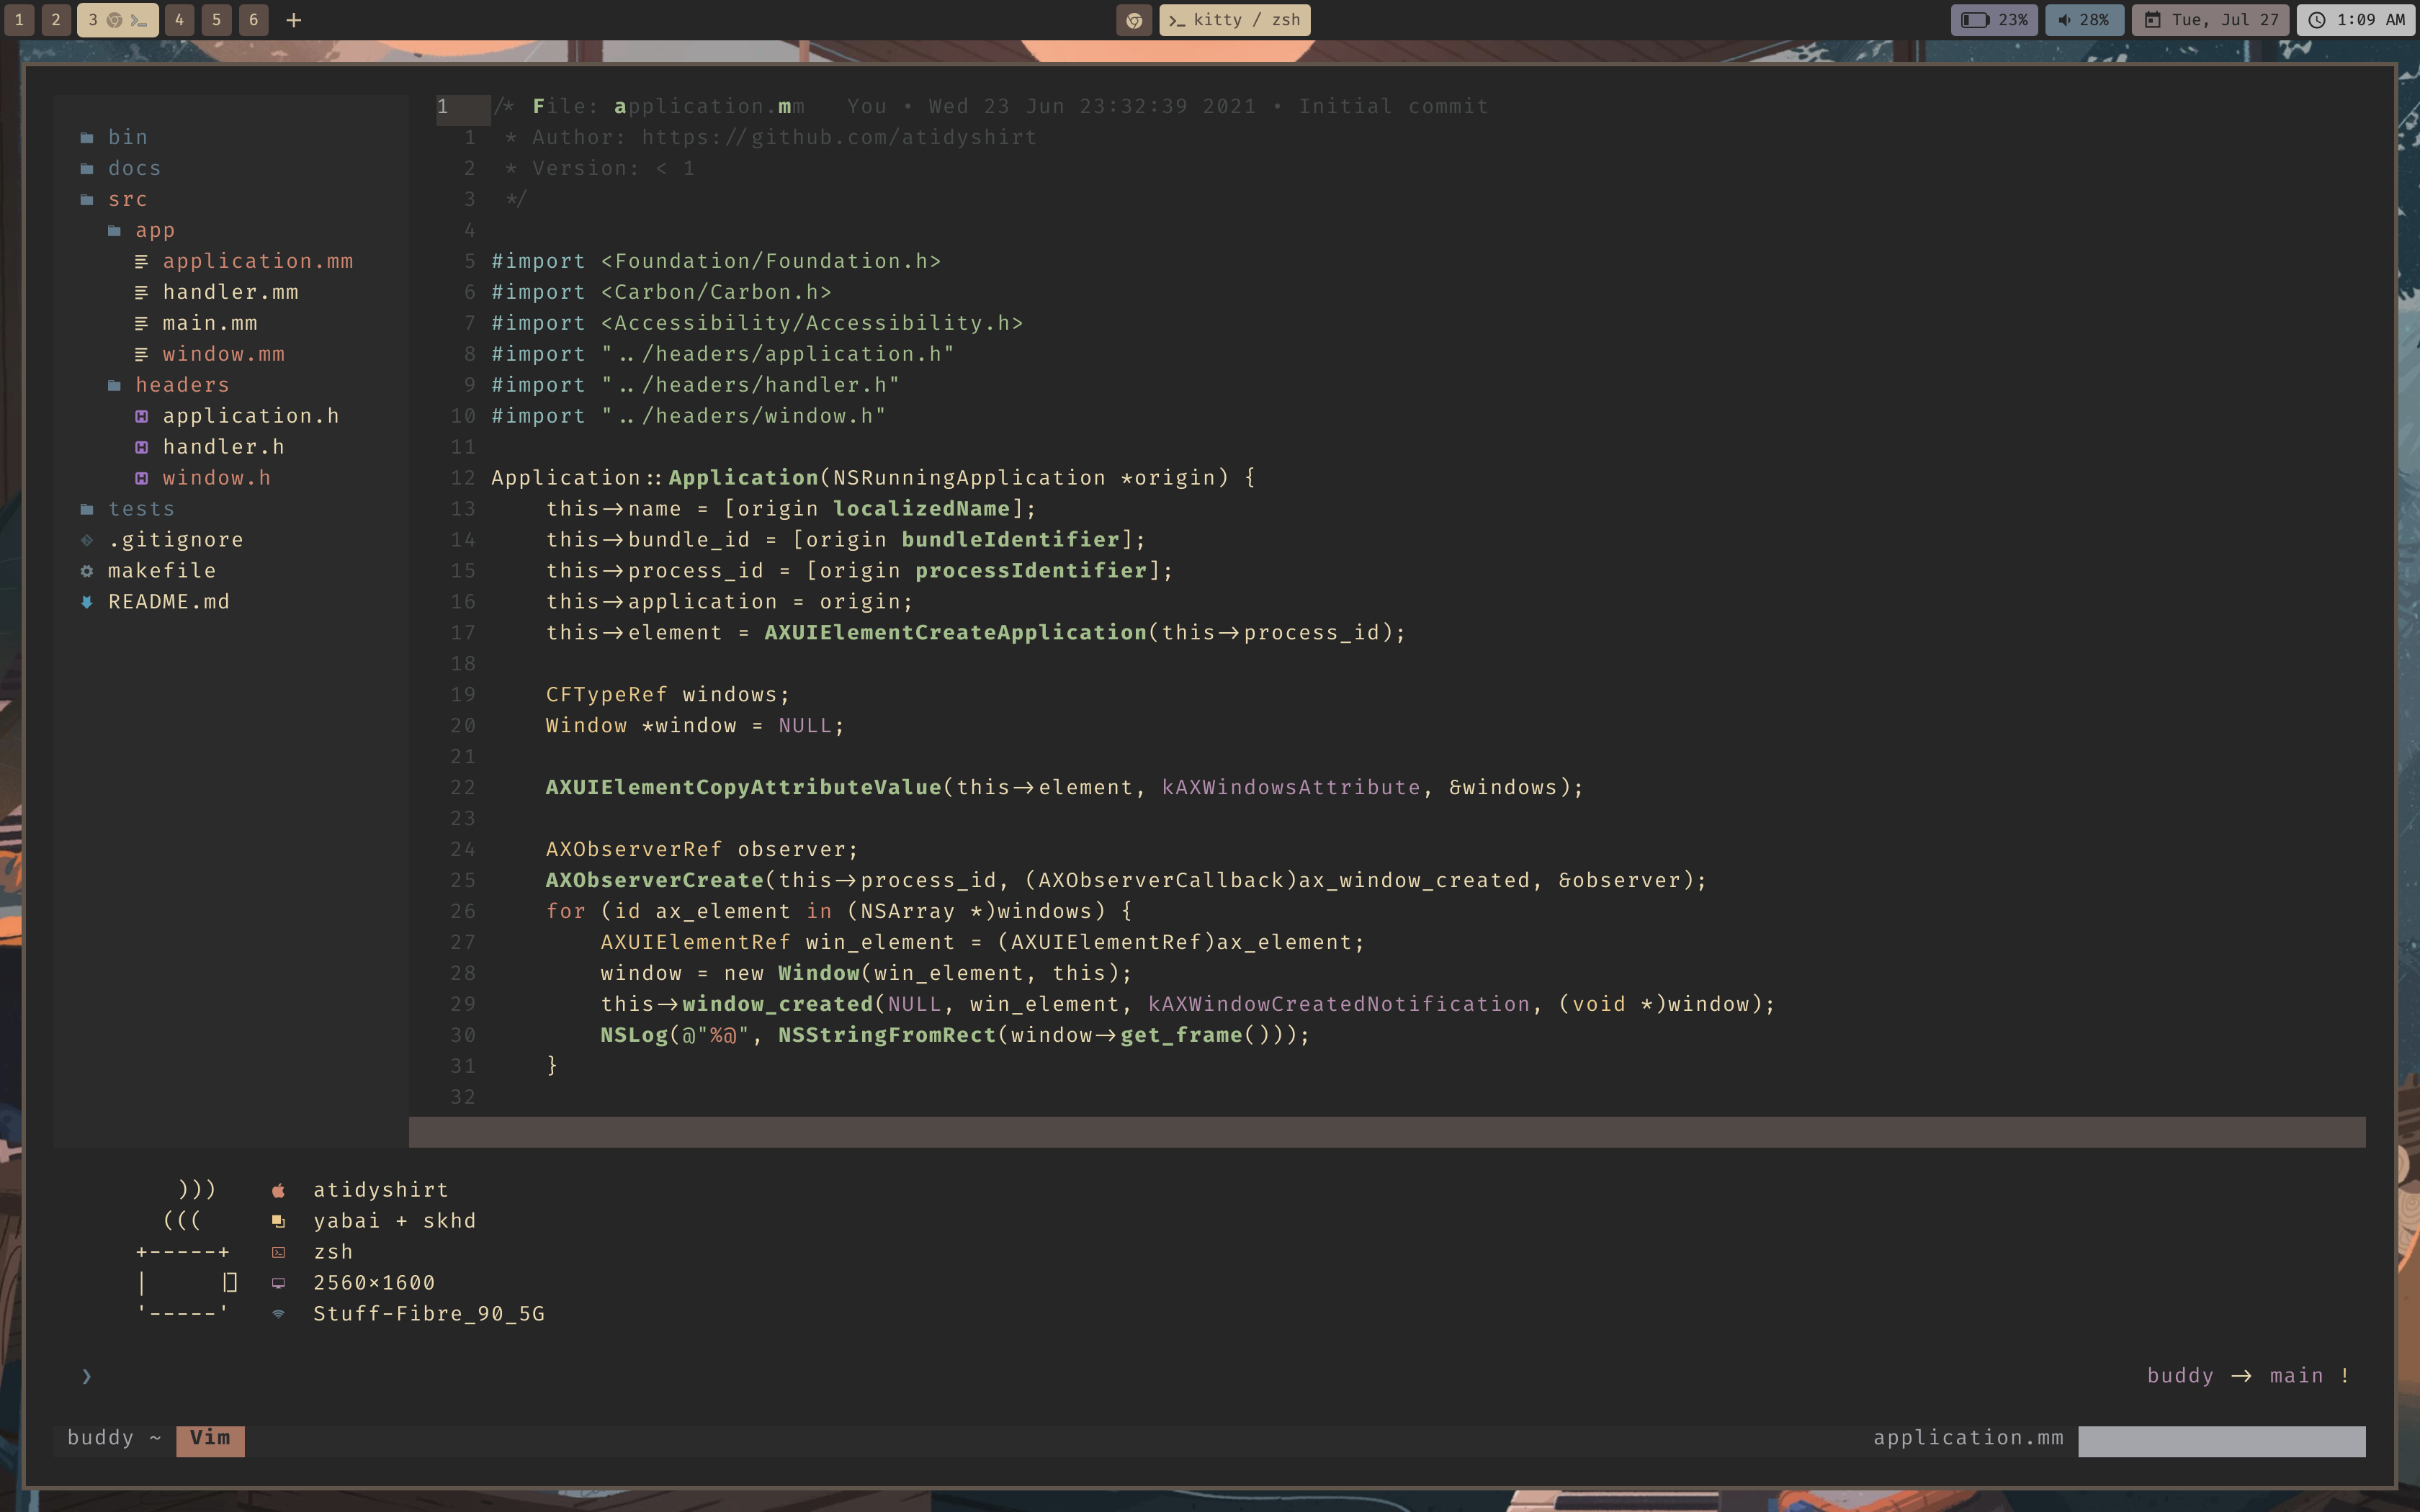 1 2 3 4 5 6 +
kitty / zsh
23% 28% Tue, Jul 27 1:09 AM
bin
docs
src
app
application.mm
handler.mm
main.mm
window.mm
headers
application.h
handler.h
window.h
tests
.gitignore
makefile
README.md
1 /* File: application.mm You • Wed 23 Jun 23:32:39 2021 • Initial commit
1 * Author: https://github.com/atidyshirt
2 * Version: < 1
3 */
4
5 #import <Foundation/Foundation.h>
6 #import <Carbon/Carbon.h>
7 #import <Accessibility/Accessibility.h>
8 #import "../headers/application.h"
9 #import "../headers/handler.h"
10 #import "../headers/window.h"
11
12 Application::Application(NSRunningApplication *origin) {
13     this->name = [origin localizedName];
14     this->bundle_id = [origin bundleIdentifier];
15     this->process_id = [origin processIdentifier];
16     this->application = origin;
17     this->element = AXUIElementCreateApplication(this->process_id);
18
19     CFTypeRef windows;
20     Window *window = NULL;
21
22     AXUIElementCopyAttributeValue(this->element, kAXWindowsAttribute, &windows);
23
24     AXObserverRef observer;
25     AXObserverCreate(this->process_id, (AXObserverCallback)ax_window_created, &observer);
26     for (id ax_element in (NSArray *)windows) {
27         AXUIElementRef win_element = (AXUIElementRef)ax_element;
28         window = new Window(win_element, this);
29         this->window_created(NULL, win_element, kAXWindowCreatedNotification, (void *)window);
30         NSLog(@"%@", NSStringFromRect(window->get_frame()));
31     }
32
))) atidyshirt
((( yabai + skhd
+-----+ zsh
|     |] 2560×1600
'-----' Stuff-Fibre_90_5G
❯ buddy → main !
buddy ~ Vim application.mm